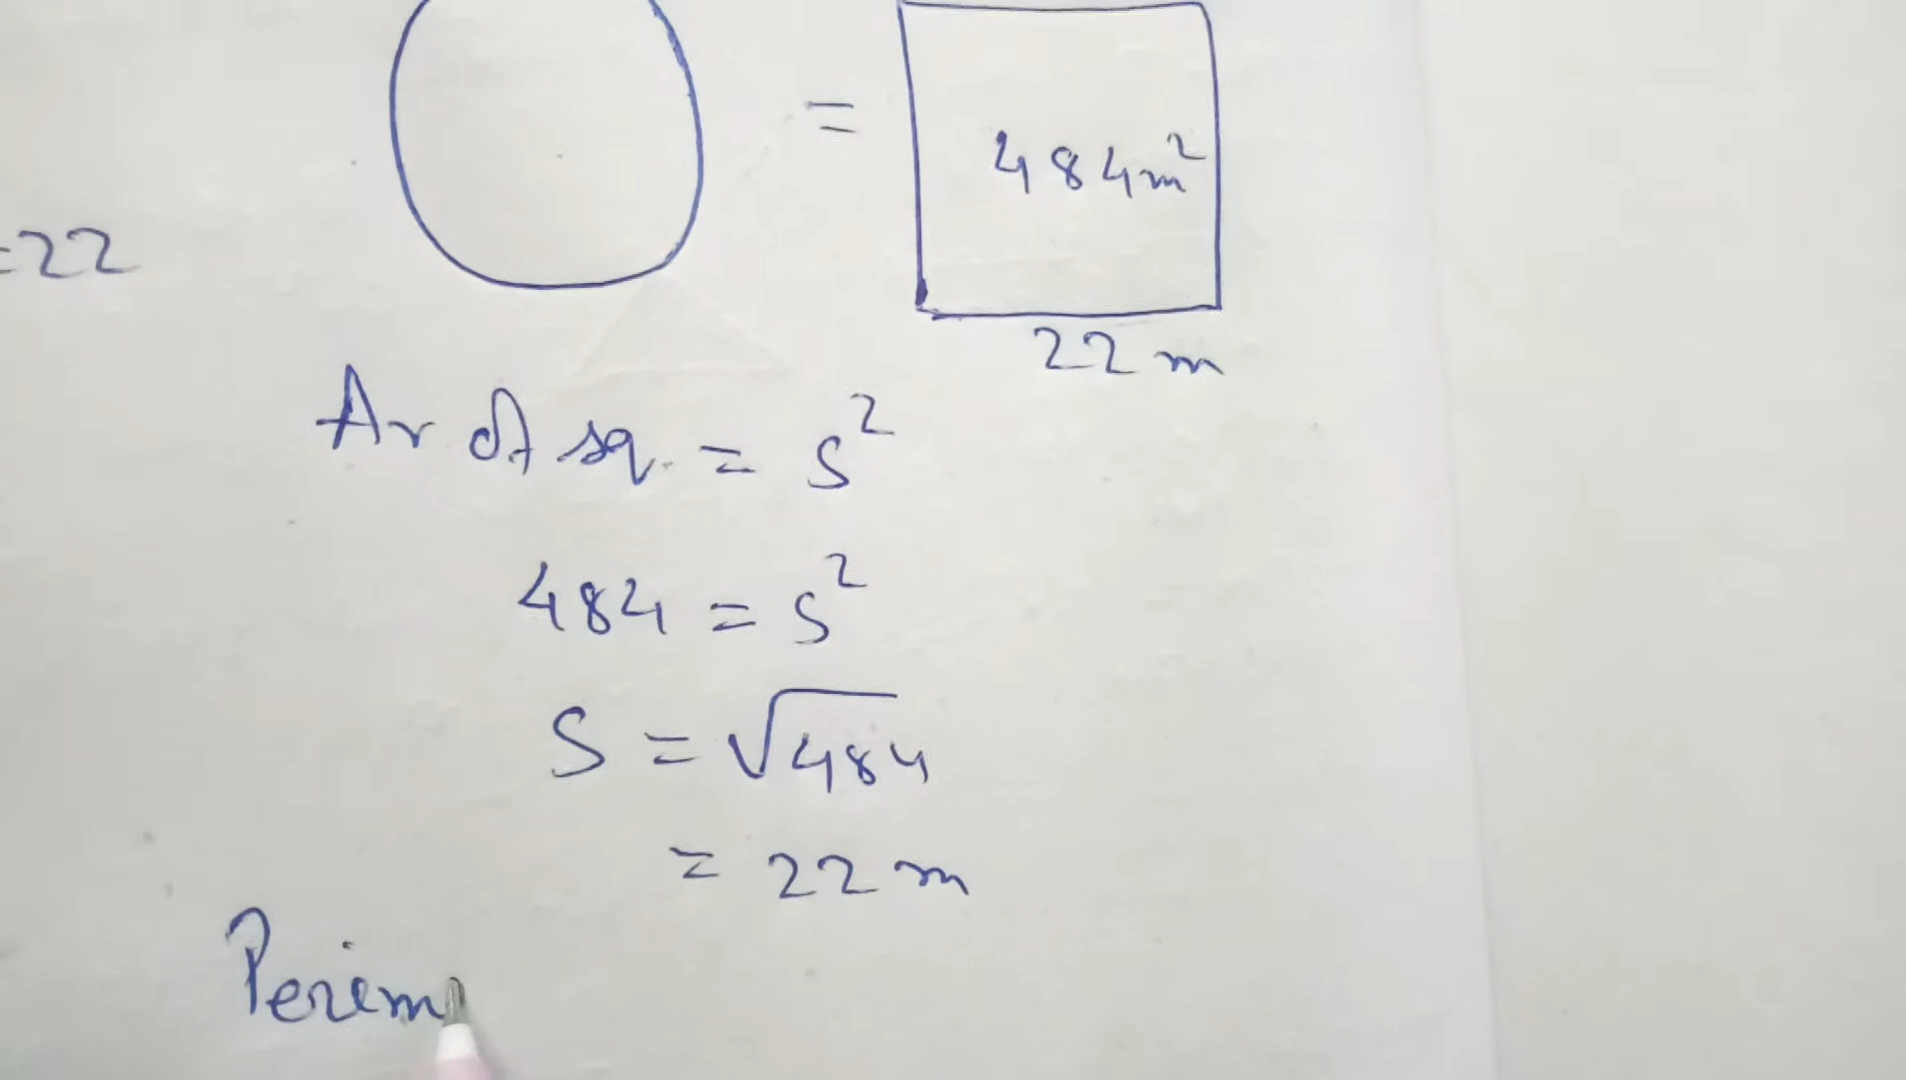 =
484m²
=22
22 m
Ar of sq. = s²
484 = s²
S = √484
= 22 m
Perim